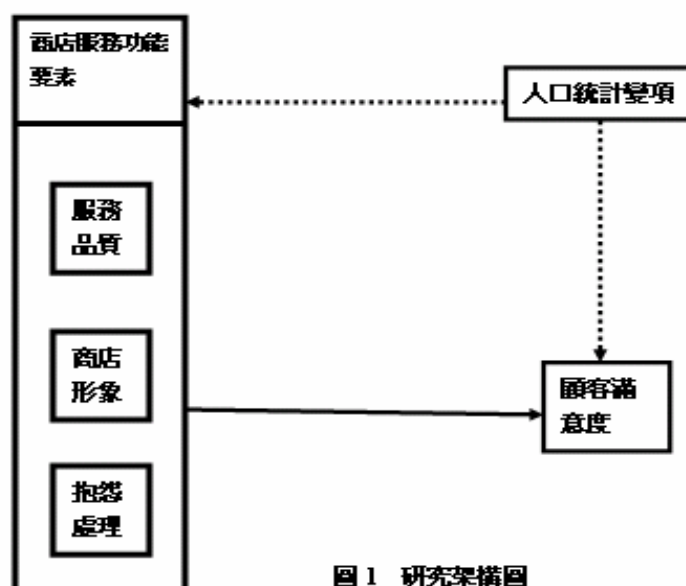 商店服務功能
要素
人口統計變項
服務
品質
商店
形象
顧客滿
意度
抱怨
處理
圖 1 研究架構圖